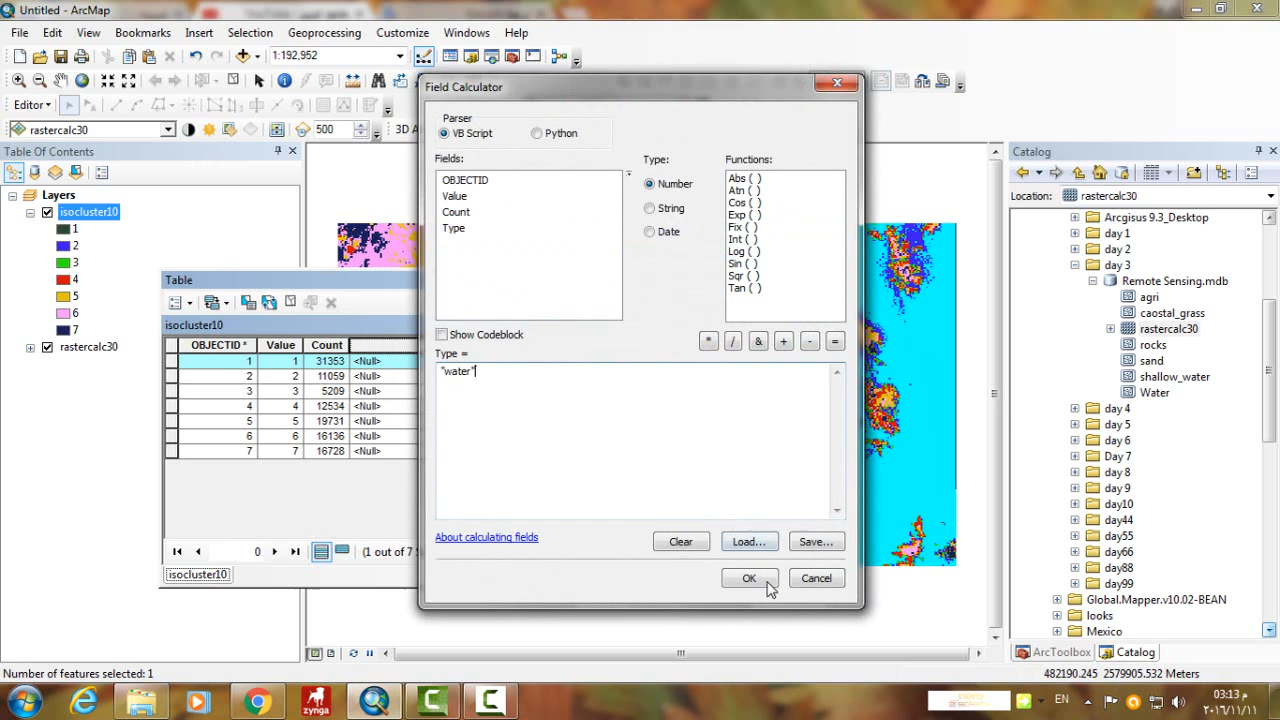 Untitled - ArcMap
File Edit View Bookmarks Insert Selection Geoprocessing Customize Windows Help
1:192,952
Editor
rastercalc30
500
3D A
Table Of Contents
Layers
isocluster10
1
2
3
4
5
6
7
rastercalc30
Table
isocluster10
OBJECTID * Value Count
1 1 31353 <Null>
2 2 11059 <Null>
3 3 5209 <Null>
4 4 12534 <Null>
5 5 19731 <Null>
6 6 16136 <Null>
7 7 16728 <Null>
0
(1 out of 7 S
isocluster10
Field Calculator
Parser
VB Script Python
Fields:
OBJECTID
Value
Count
Type
Type:
Number
String
Date
Functions:
Abs ( )
Atn ( )
Cos ( )
Exp ( )
Fix ( )
Int ( )
Log ( )
Sin ( )
Sqr ( )
Tan ( )
Show Codeblock
* / & + - =
Type =
"water"
About calculating fields
Clear Load... Save...
OK Cancel
Catalog
Location: rastercalc30
Arcgisius 9.3_Desktop
day 1
day 2
day 3
Remote Sensing.mdb
agri
caostal_grass
rastercalc30
rocks
sand
shallow_water
Water
day 4
day 5
day 6
Day 7
day 8
day 9
day10
day44
day55
day66
day88
day99
Global.Mapper.v10.02-BEAN
looks
Mexico
ArcToolbox Catalog
Number of features selected: 1
482190.245 2579905.532 Meters
zynga
nero
EN
03:13 م
٢٠١٦/١١/١١